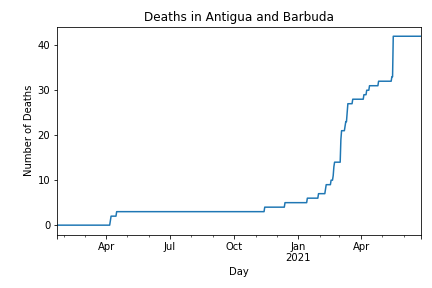 Deaths in Antigua and Barbuda
40
30
20
10
0
Number of Deaths
Apr
Jul
Oct
Jan
2021
Apr
Day